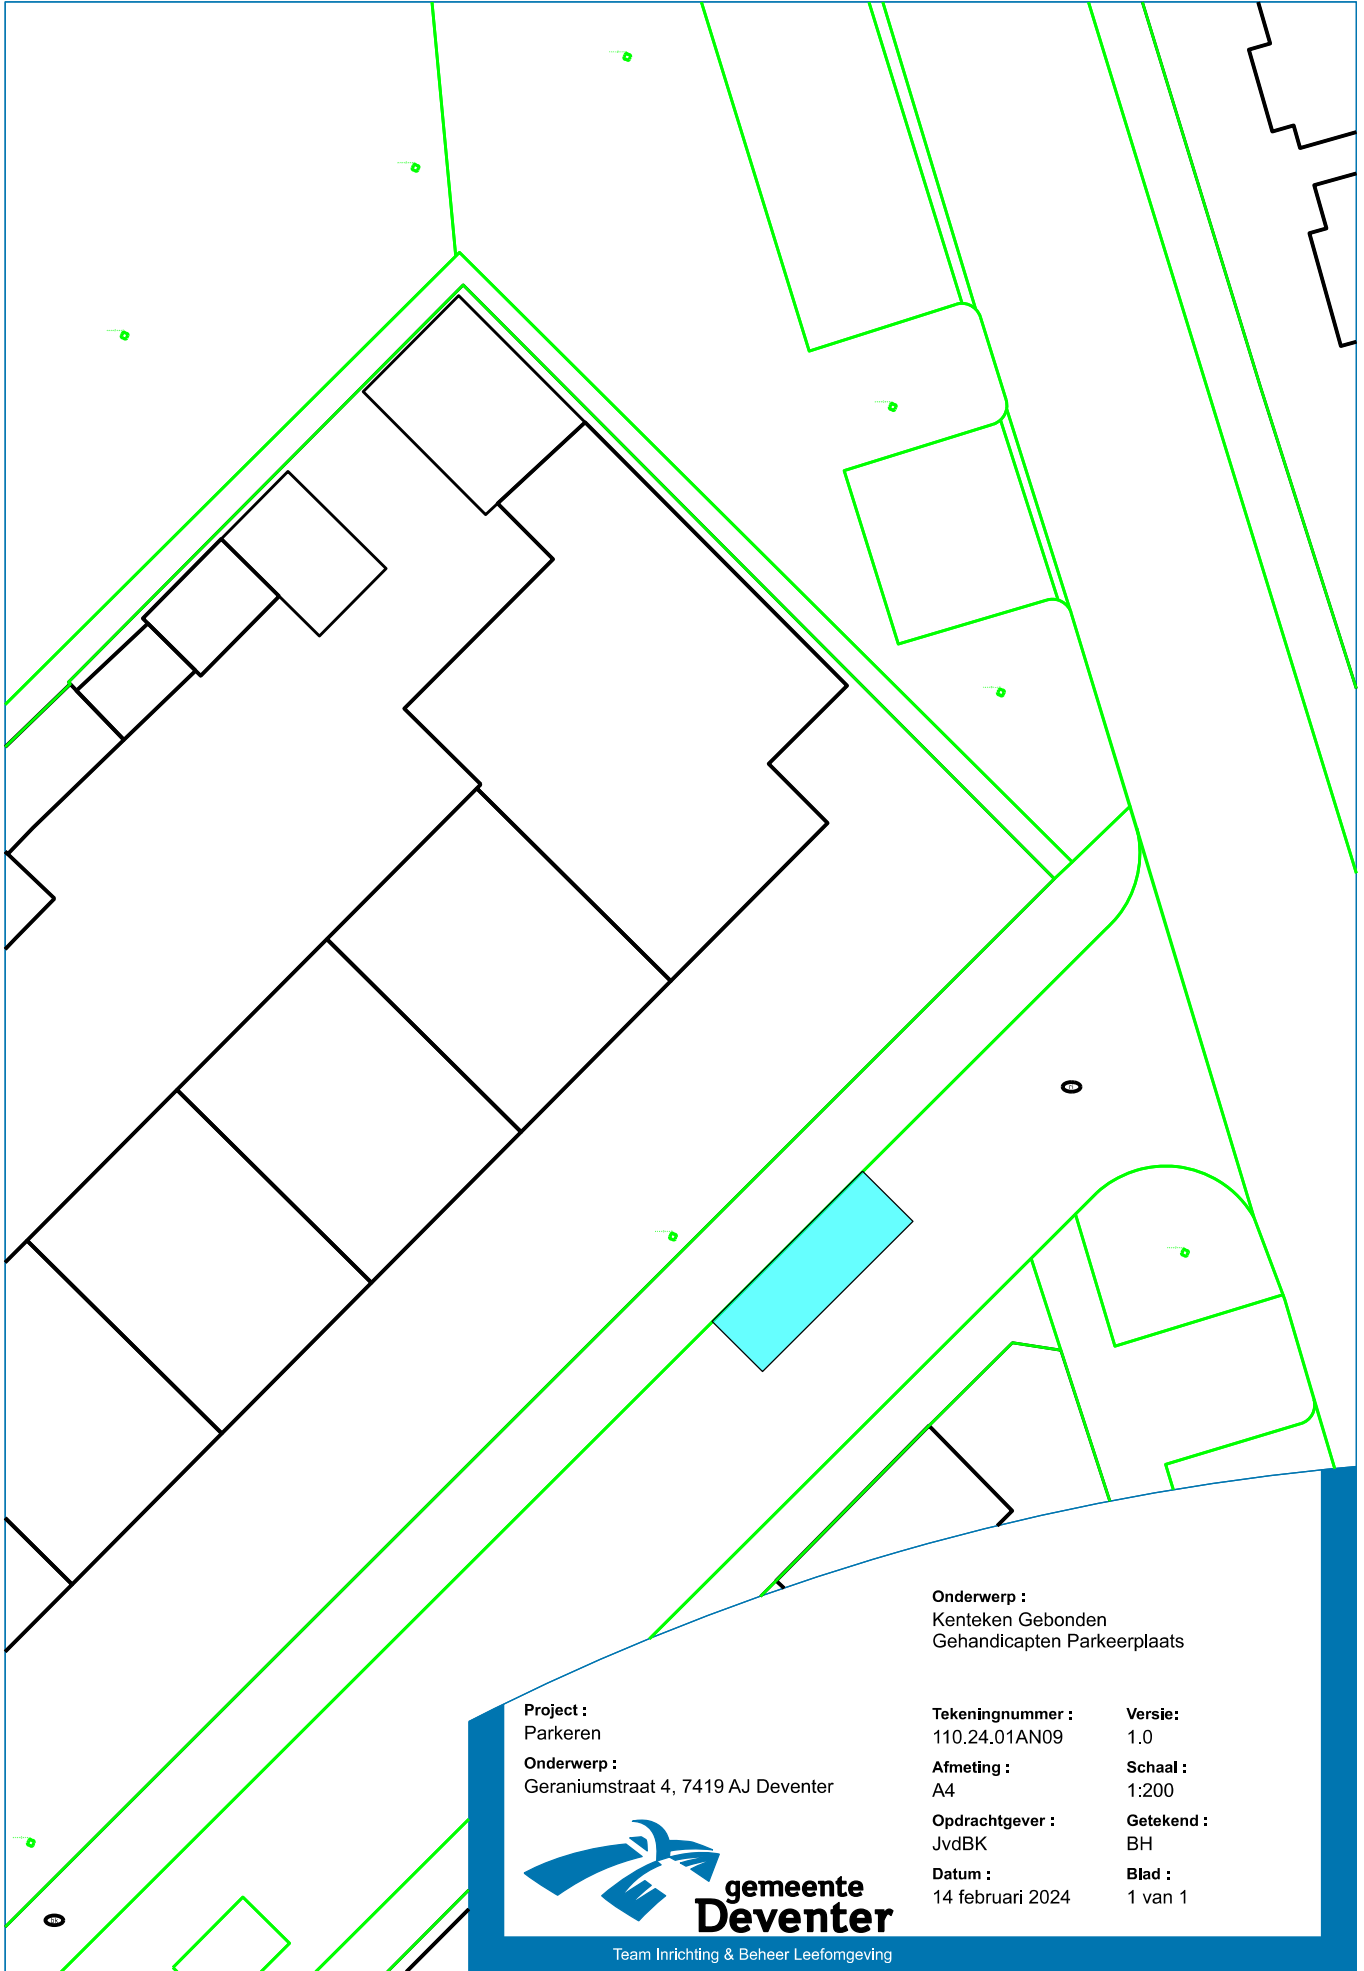 Onderwerp :
Kenteken Gebonden
Gehandicapten Parkeerplaats
Project :
Parkeren
Onderwerp :
Geraniumstraat 4, 7419 AJ Deventer
Tekeningnummer :
110.24.01AN09
Versie:
1.0
Afmeting :
A4
Schaal :
1:200
Opdrachtgever :
JvdBK
Getekend :
BH
Datum :
14 februari 2024
Blad :
1 van 1
gemeente
Deventer
Team Inrichting & Beheer Leefomgeving